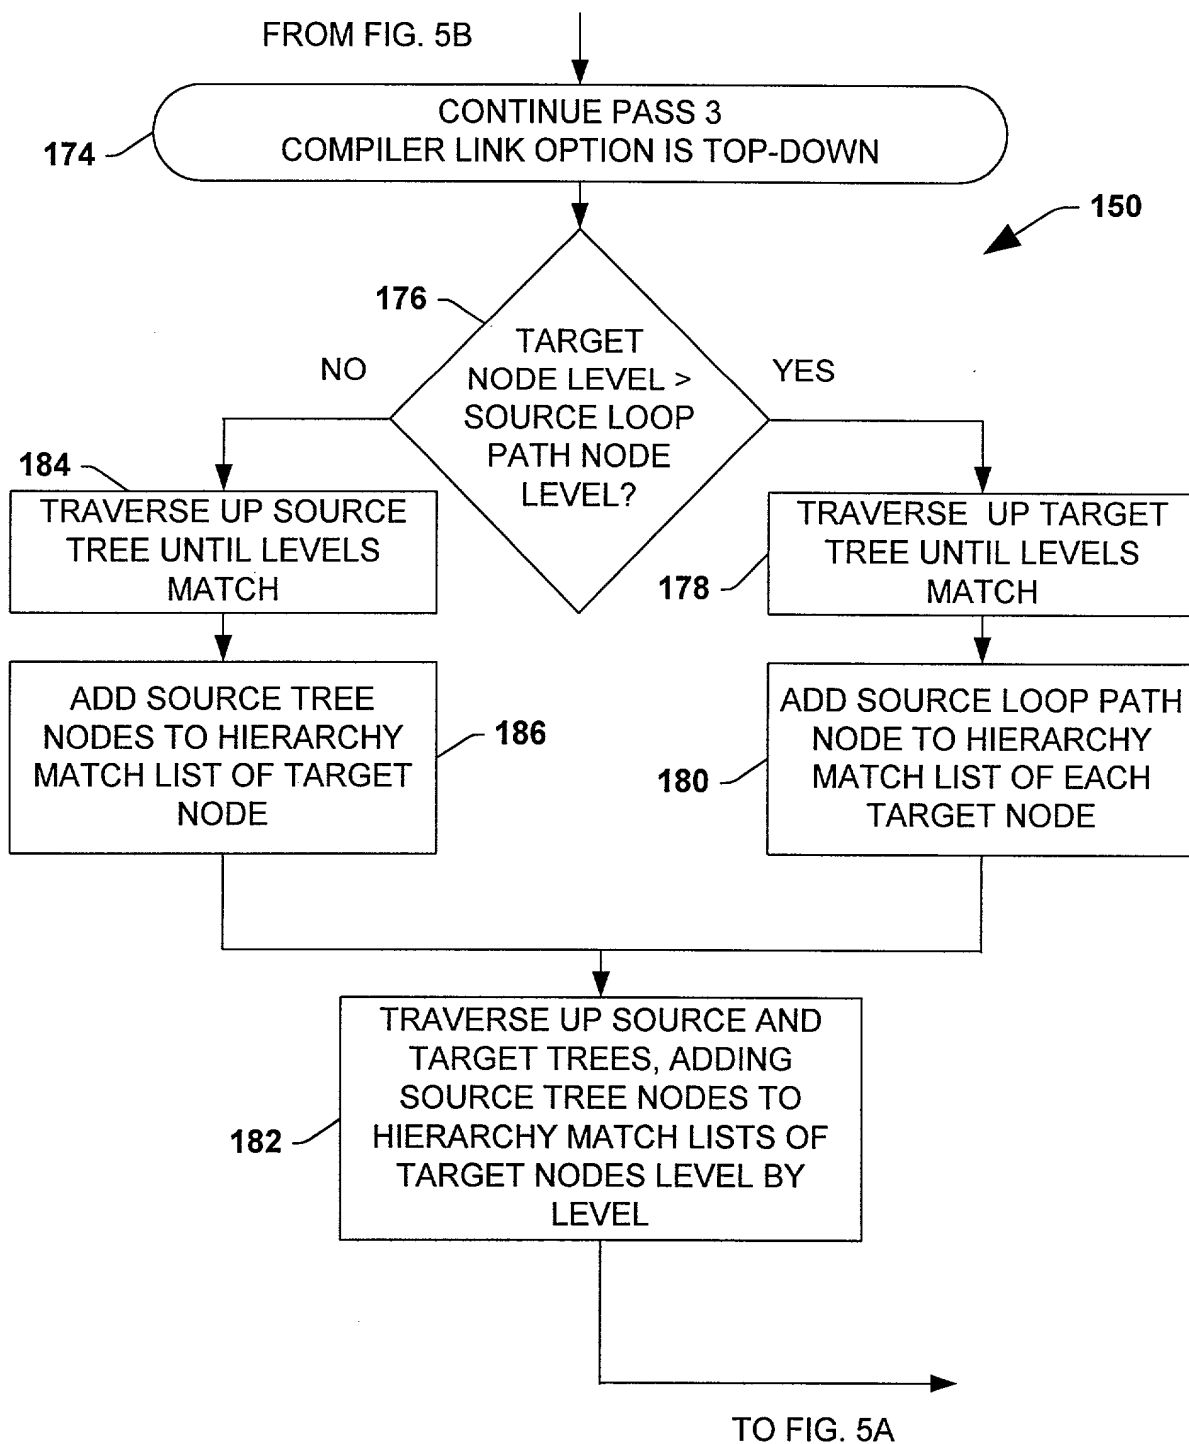 FROM FIG. 5B
CONTINUE PASS 3
COMPILER LINK OPTION IS TOP-DOWN
174
150
176
TARGET
NODE LEVEL >
SOURCE LOOP
PATH NODE
LEVEL?
NO
YES
184
TRAVERSE UP SOURCE
TREE UNTIL LEVELS
MATCH
TRAVERSE UP TARGET
TREE UNTIL LEVELS
MATCH
178
ADD SOURCE TREE
NODES TO HIERARCHY
MATCH LIST OF TARGET
NODE
186
ADD SOURCE LOOP PATH
NODE TO HIERARCHY
MATCH LIST OF EACH
TARGET NODE
180
TRAVERSE UP SOURCE AND
TARGET TREES, ADDING
SOURCE TREE NODES TO
HIERARCHY MATCH LISTS OF
TARGET NODES LEVEL BY
LEVEL
182
TO FIG. 5A